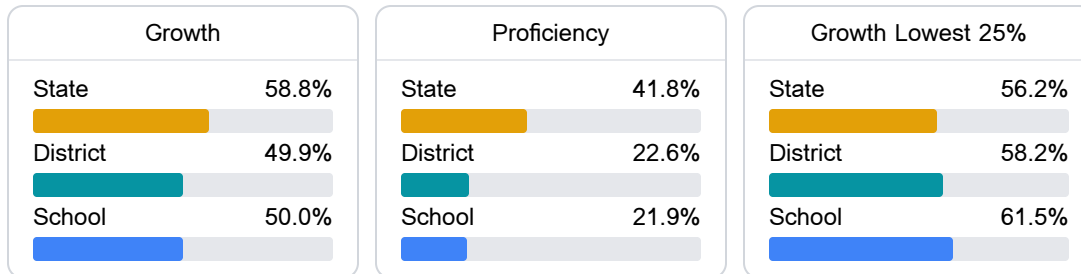 Growth
State 58.8%
District 49.9%
School 50.0%
Proficiency
State 41.8%
District 22.6%
School 21.9%
Growth Lowest 25%
State 56.2%
District 58.2%
School 61.5%